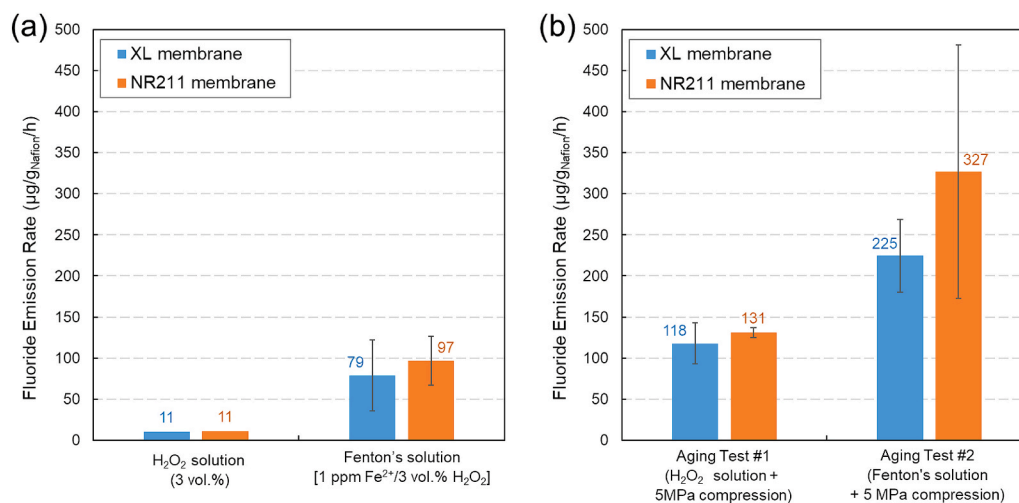 (a)
Fluoride Emission Rate (µg/gNafion/h)
500
450
400
350
300
250
200
150
100
50
0
XL membrane
NR211 membrane
11
11
79
97
H₂O₂ solution
(3 vol.%)
Fenton's solution
[1 ppm Fe²⁺/3 vol.% H₂O₂]
(b)
Fluoride Emission Rate (µg/gNafion/h)
500
450
400
350
300
250
200
150
100
50
0
XL membrane
NR211 membrane
118
131
225
327
Aging Test #1
(H₂O₂ solution +
5MPa compression)
Aging Test #2
(Fenton's solution
+ 5 MPa compression)